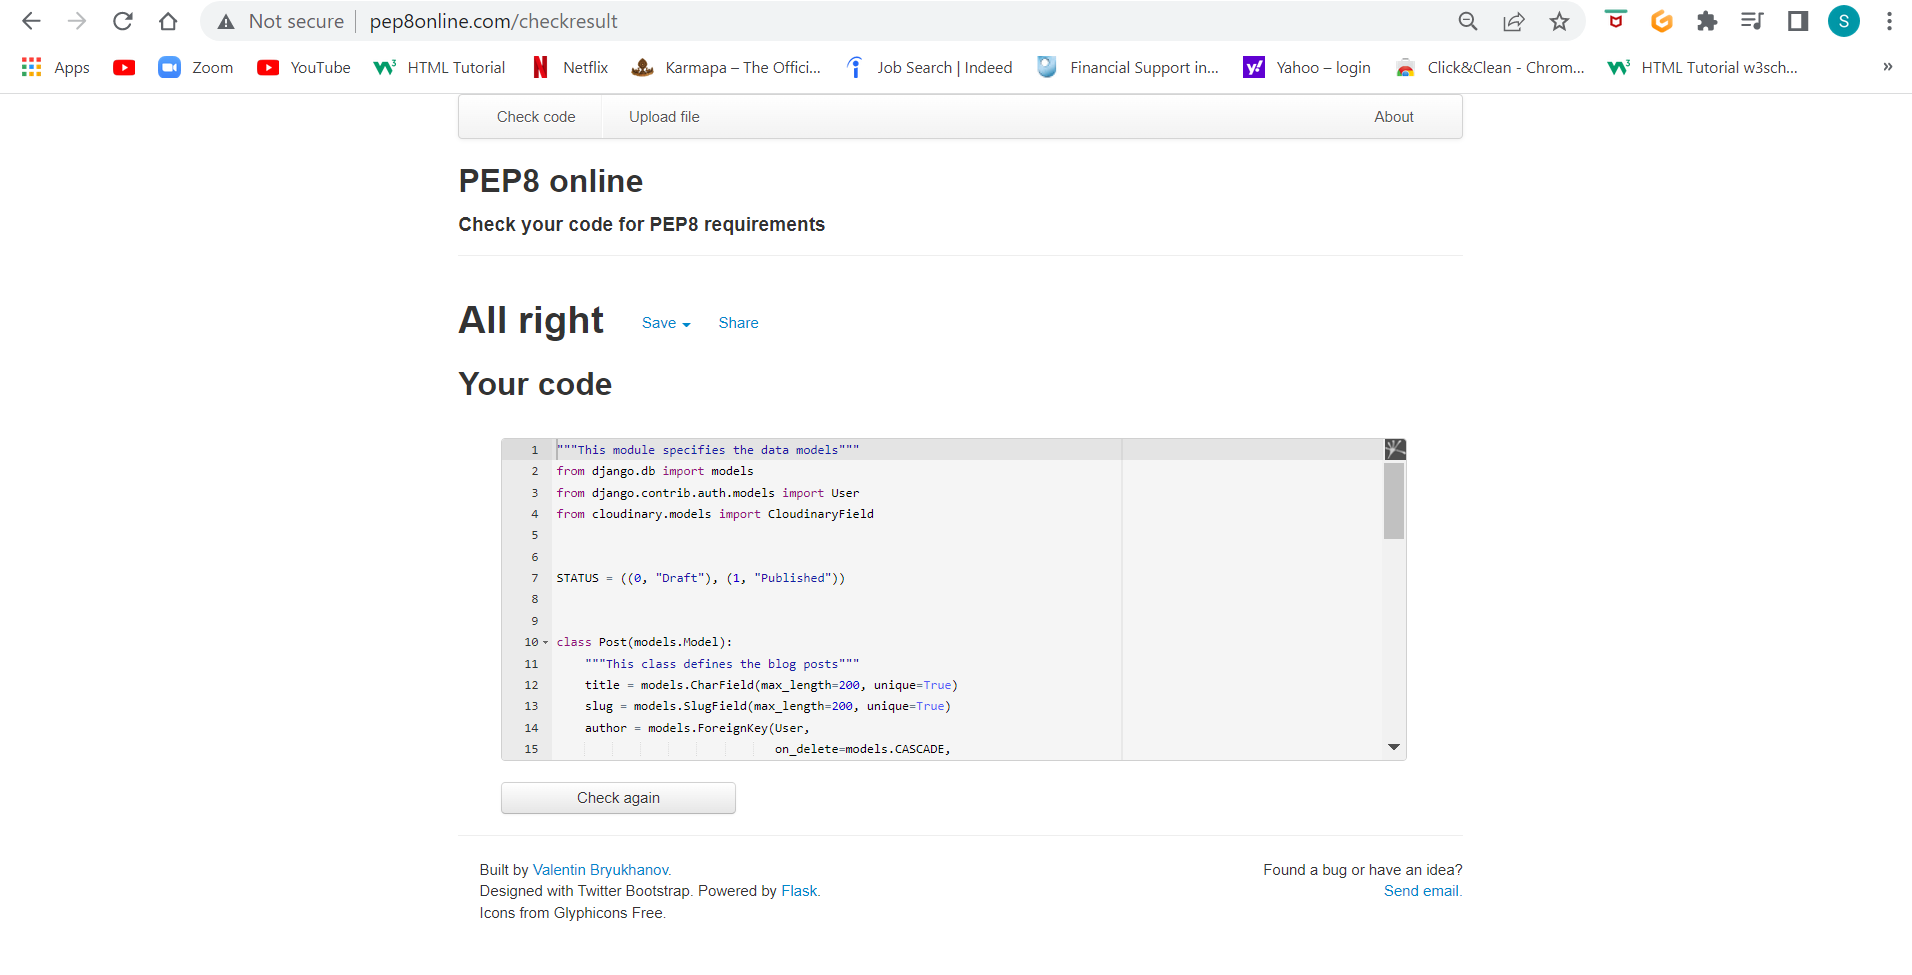 Not secure pep8online.com/checkresult S
Apps Zoom YouTube HTML Tutorial Netflix Karmapa – The Offici... Job Search | Indeed Financial Support in... Yahoo – login Click&Clean - Chrom... HTML Tutorial w3sch... »
Check code Upload file About
PEP8 online
Check your code for PEP8 requirements
All right Save Share
Your code
1 """This module specifies the data models"""
2 from django.db import models
3 from django.contrib.auth.models import User
4 from cloudinary.models import CloudinaryField
5
6
7 STATUS = ((0, "Draft"), (1, "Published"))
8
9
10 class Post(models.Model):
11 """This class defines the blog posts"""
12 title = models.CharField(max_length=200, unique=True)
13 slug = models.SlugField(max_length=200, unique=True)
14 author = models.ForeignKey(User,
15 on_delete=models.CASCADE,
Check again
Built by Valentin Bryukhanov. Found a bug or have an idea?
Designed with Twitter Bootstrap. Powered by Flask. Send email.
Icons from Glyphicons Free.